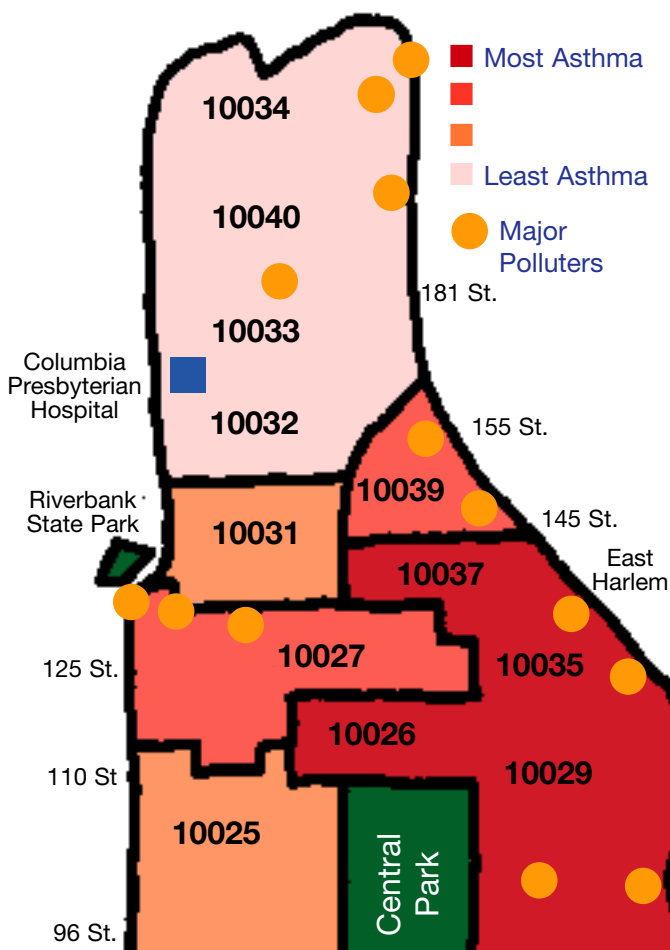 Most Asthma
10034
Least Asthma
10040
Major
Polluters
181 St.
10033
Columbia
Presbyterian
Hospital
10032
155 St.
10039
Riverbank
State Park
145 St.
10031
East
Harlem
10037
10027
10035
125 St.
10026
110 St
10029
10025
Central
Park
96 St.